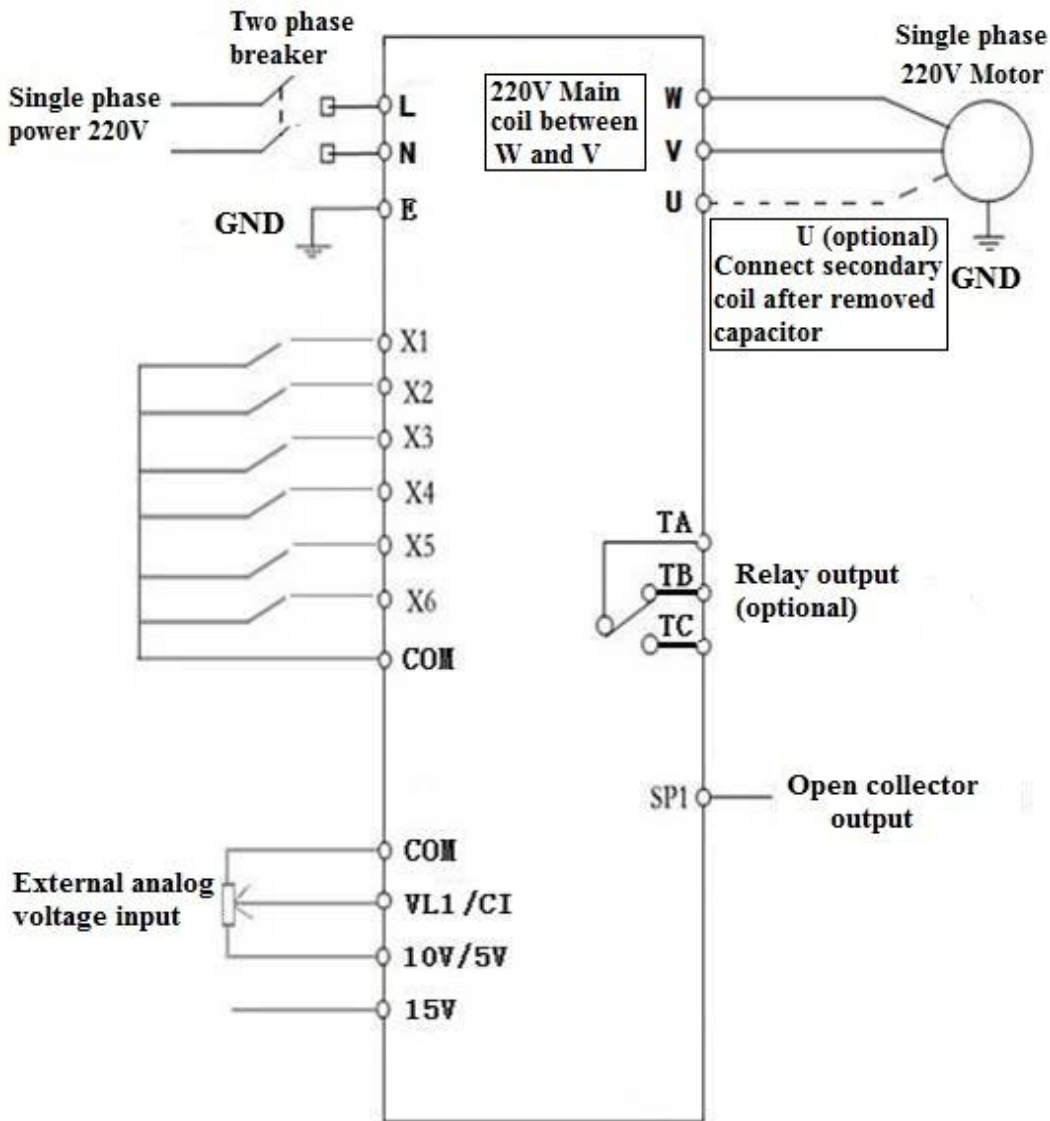 Two phase
breaker
Single phase
power 220V
L
N
E
GND
220V Main
coil between
W and V
W
V
U
Single phase
220V Motor
U (optional)
Connect secondary
coil after removed
capacitor
GND
X1
X2
X3
X4
X5
X6
COM
TA
TB
TC
Relay output
(optional)
SP1
Open collector
output
External analog
voltage input
COM
VL1/CI
10V/5V
15V